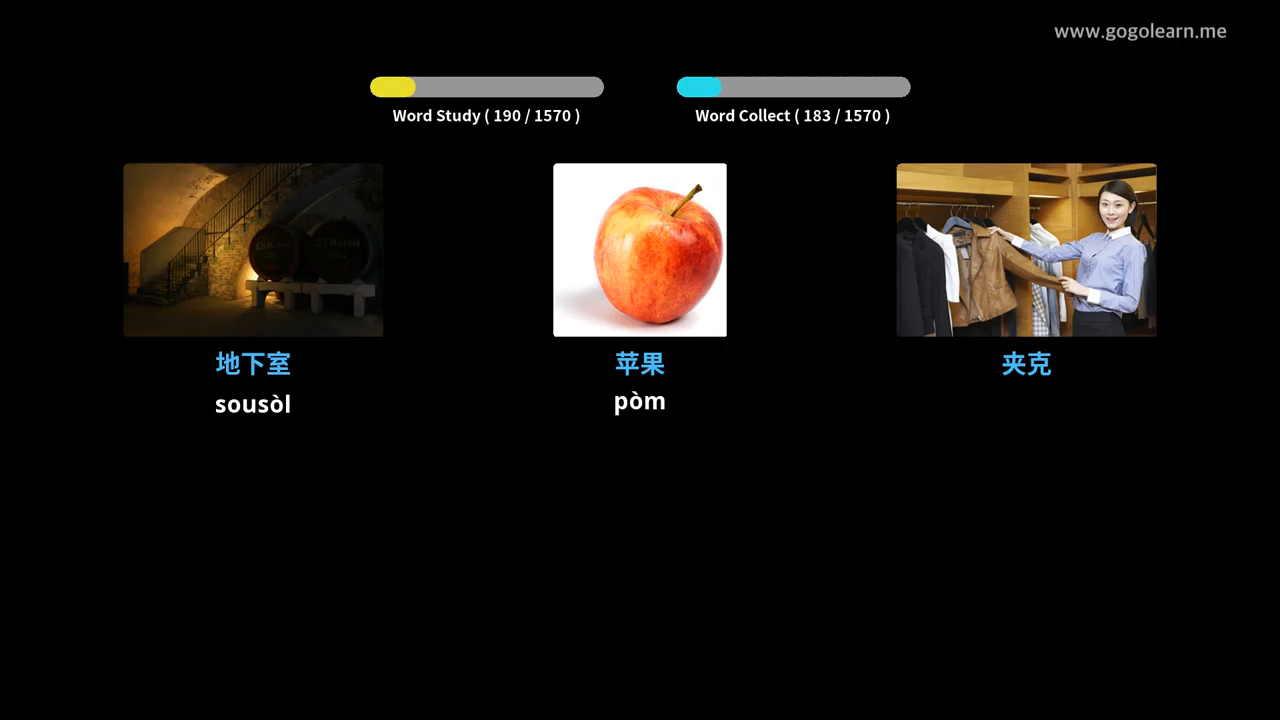 www.gogolearn.me
Word Study ( 190 / 1570 )
Word Collect ( 183 / 1570 )
地下室
苹果
夹克
sousòl
pòm